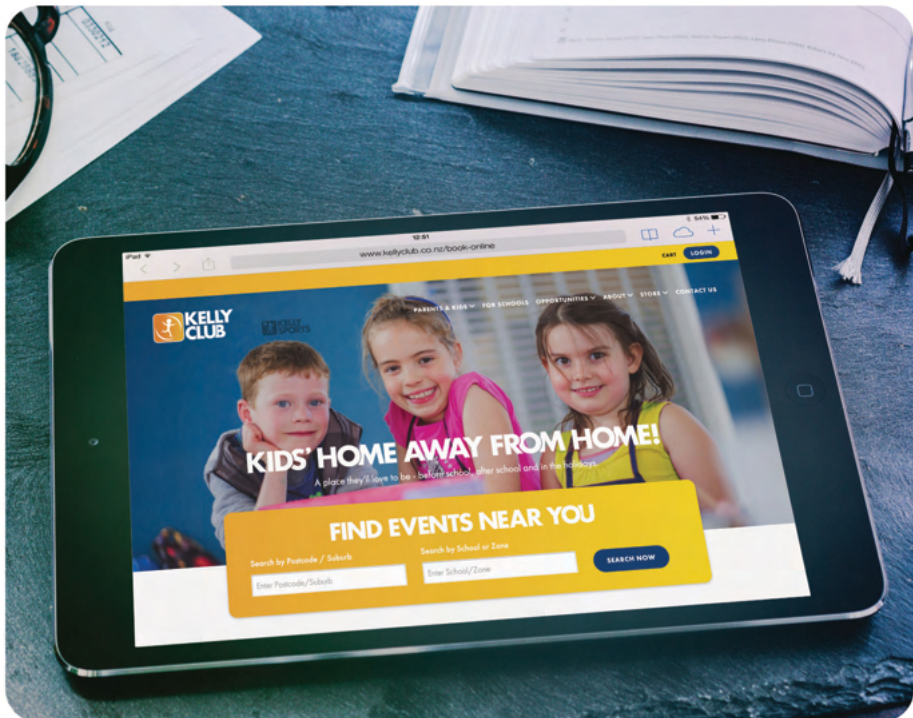 iPad
12:51
64%
www.kellyclub.co.nz/book-online
CART
LOGIN
KELLY
CLUB
KELLY
SPORTS
PARENTS & KIDS
FOR SCHOOLS
OPPORTUNITIES
ABOUT
STORE
CONTACT US
KIDS' HOME AWAY FROM HOME!
A place they'll love to be - before school, after school and in the holidays.
FIND EVENTS NEAR YOU
Search by Postcode / Suburb
Enter Postcode/Suburb
Search by School or Zone
Enter School/Zone
SEARCH NOW